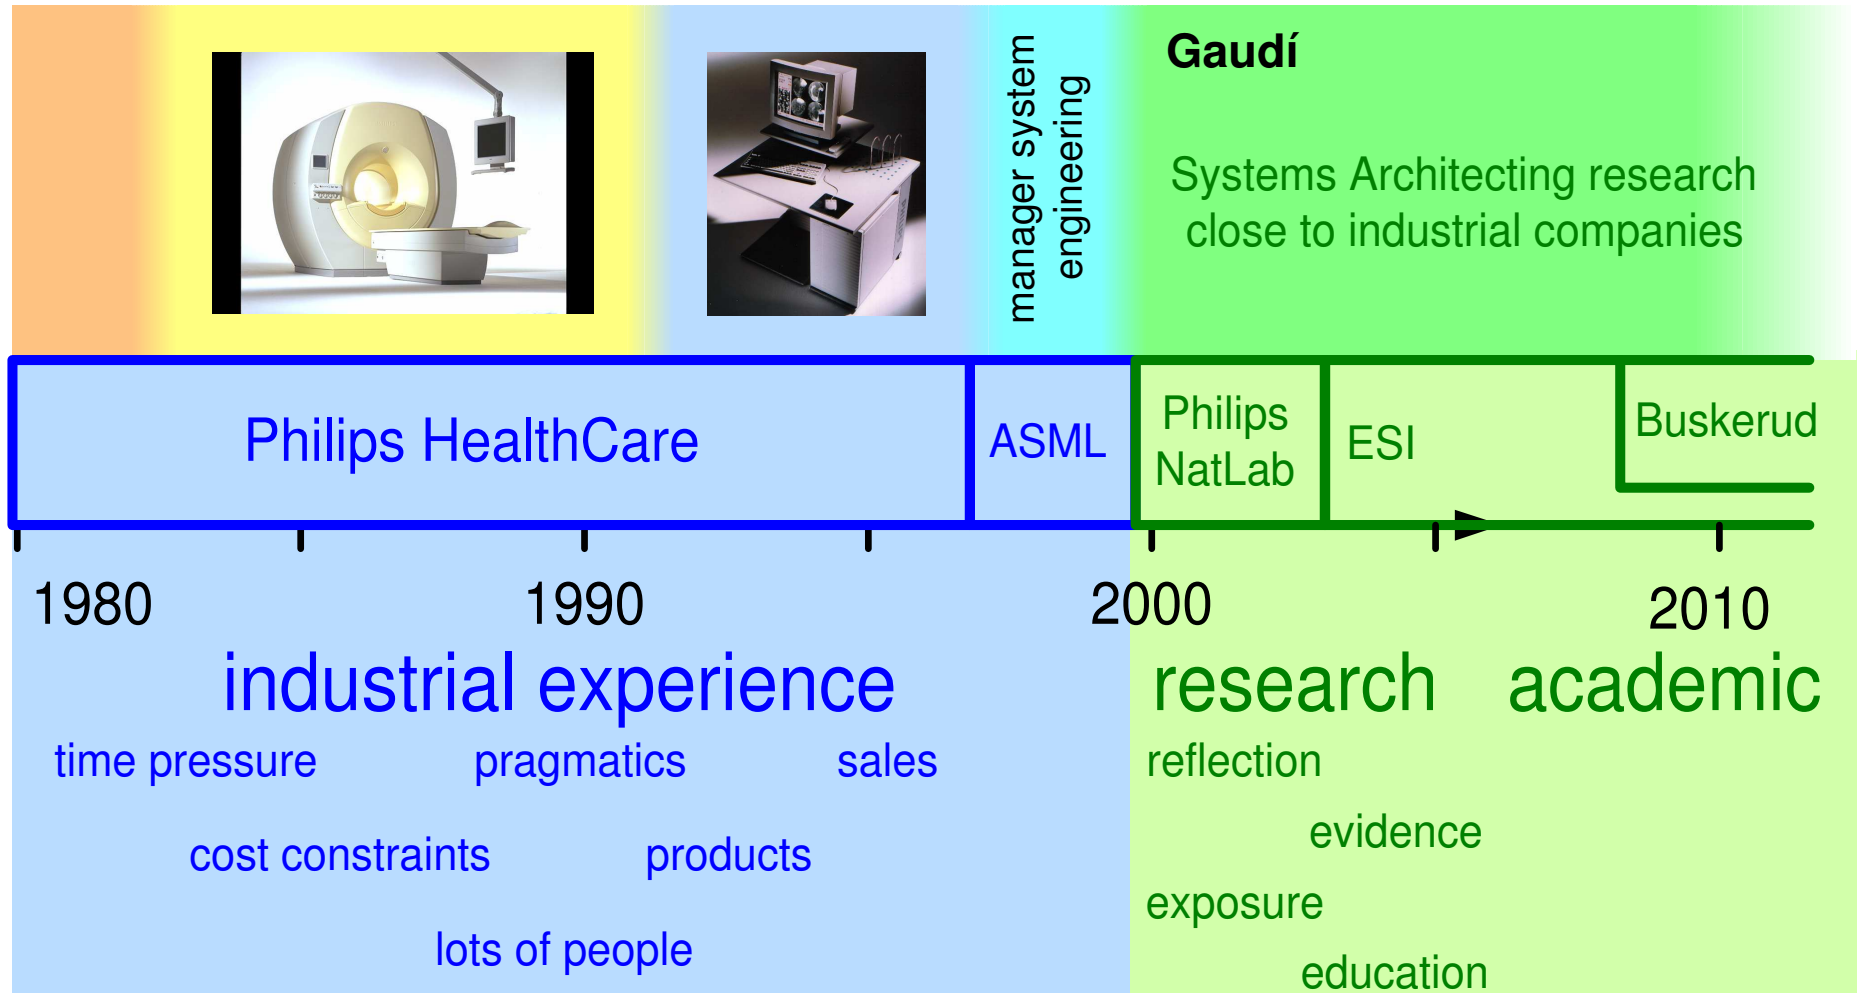 manager system
engineering
Gaudí
Systems Architecting research
close to industrial companies
Philips HealthCare
ASML
Philips
NatLab
ESI
Buskerud
1980
1990
2000
2010
industrial experience
research
academic
time pressure
pragmatics
sales
reflection
cost constraints
products
evidence
exposure
lots of people
education